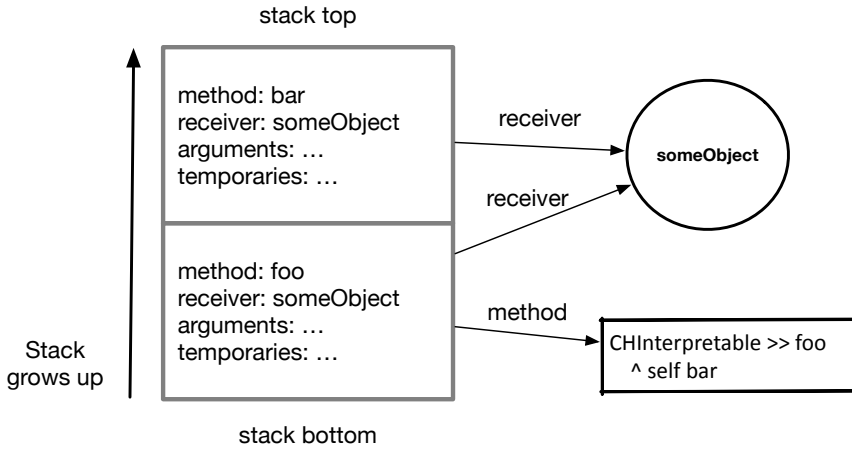 stack top
method: bar
receiver: someObject
arguments: ...
temporaries: ...
receiver
someObject
receiver
method: foo
receiver: someObject
arguments: ...
temporaries: ...
method
CHInterpretable >> foo
^ self bar
Stack
grows up
stack bottom